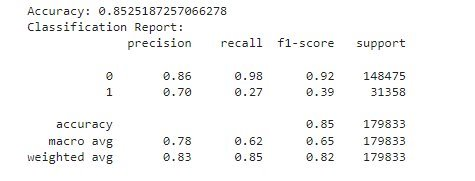 Accuracy: 0.8525187257066278
Classification Report:
precision recall f1-score support
0 0.86 0.98 0.92 148475
1 0.70 0.27 0.39 31358
accuracy 0.85 179833
macro avg 0.78 0.62 0.65 179833
weighted avg 0.83 0.85 0.82 179833